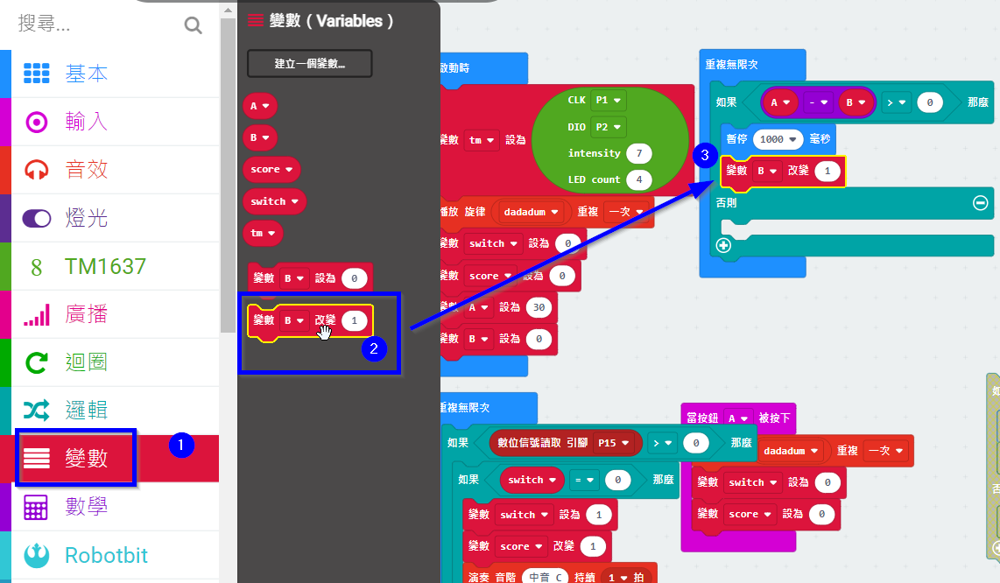 搜尋...
基本
輸入
音效
燈光
8 TM1637
廣播
迴圈
邏輯
變數
1
數學
Robotbit
變數 ( Variables )
建立一個變數...
A
B
score
switch
tm
變數 B 設為 0
變數 B 改變 1
2
啟動時
變數 tm 設為
CLK P1
DIO P2
intensity 7
LED count 4
播放 旋律 dadadum 重複 一次
變數 switch 設為 0
變數 score 設為 0
變數 A 設為 30
變數 B 設為 0
重複無限次
如果 A - B > 0 那麼
暫停 1000 毫秒
3
變數 B 改變 1
否則
重複無限次
如果 數位信號讀取 引腳 P15 > 0 那麼
如果 switch = 0 那麼
變數 switch 設為 1
變數 score 改變 1
演奏 音階 中音 C 持續 1 拍
當按鈕 A 被按下
dadadum 重複 一次
變數 switch 設為 0
變數 score 設為 0